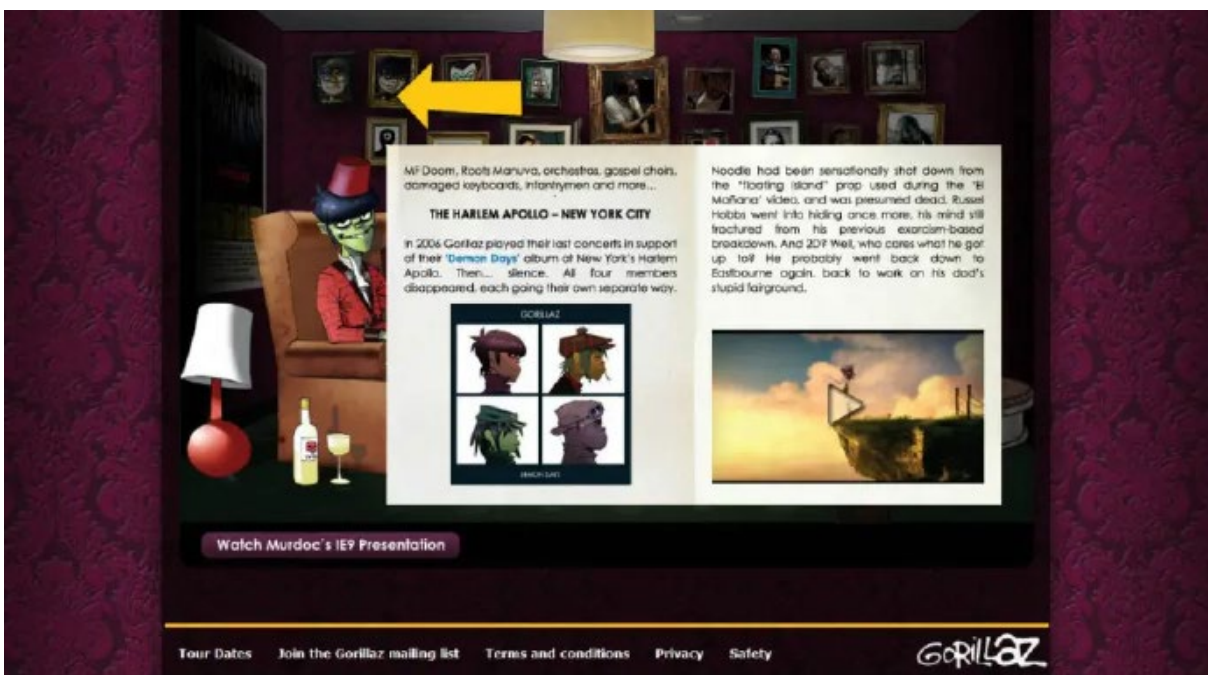 MF Doom, Roots Manuva, orchestras, gospel choirs,
damaged keyboards, infantrymen and more...
THE HARLEM APOLLO – NEW YORK CITY
In 2006 Gorillaz played their last concerts in support
of their 'Demon Days' album at New York's Harlem
Apollo. Then... silence. All four members
disappeared, each going their own separate way.
GORILLAZ
DEMON DAYS
Noodle had been sensationally shot down from
the "floating island" prop used during the 'El
Mañana' video, and was presumed dead. Russel
Hobbs went into hiding once more, his mind still
fractured from his previous exorcism-based
breakdown. And 2D? Well, who cares what he got
up to? He probably went back down to
Eastbourne again, back to work on his dad's
stupid fairground.
Watch Murdoc's IE9 Presentation
Tour Dates Join the Gorillaz mailing list Terms and conditions Privacy Safety
GORILLAZ